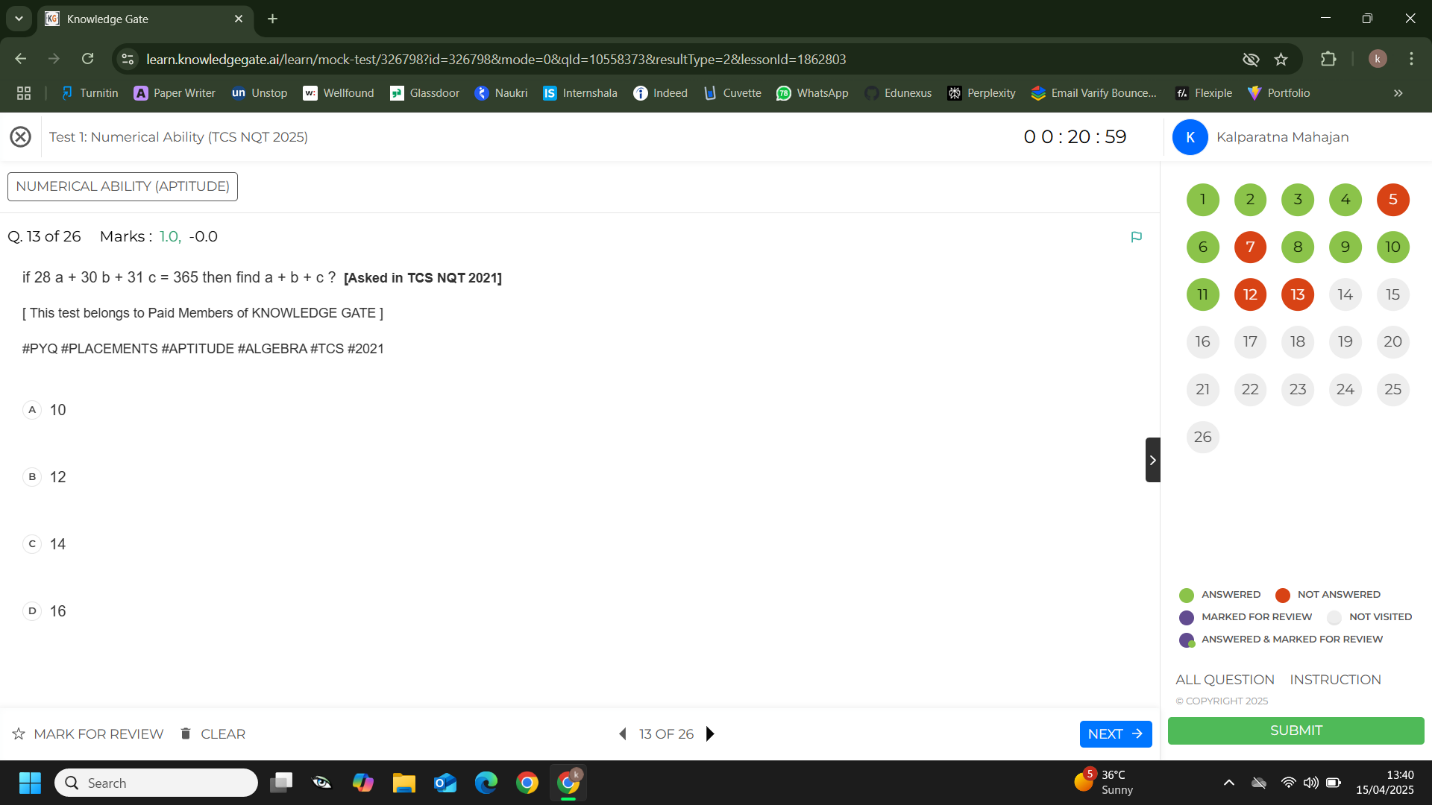 Knowledge Gate
learn.knowledgegate.ai/learn/mock-test/326798?id=326798&mode=0&qId=10558373&resultType=2&lessonId=1862803
k
Turnitin
A Paper Writer
un Unstop
w: Wellfound
Glassdoor
Naukri
IS Internshala
Indeed
Cuvette
78 WhatsApp
Edunexus
Perplexity
Email Varify Bounce...
Flexiple
Portfolio
Test 1: Numerical Ability (TCS NQT 2025)
0 0 : 20 : 59
K Kalparatna Mahajan
NUMERICAL ABILITY (APTITUDE)
Q. 13 of 26 Marks : 1.0, -0.0
if 28 a + 30 b + 31 c = 365 then find a + b + c ? [Asked in TCS NQT 2021]
[ This test belongs to Paid Members of KNOWLEDGE GATE ]
#PYQ #PLACEMENTS #APTITUDE #ALGEBRA #TCS #2021
A 10
B 12
C 14
D 16
1 2 3 4 5
6 7 8 9 10
11 12 13 14 15
16 17 18 19 20
21 22 23 24 25
26
ANSWERED NOT ANSWERED
MARKED FOR REVIEW NOT VISITED
ANSWERED & MARKED FOR REVIEW
ALL QUESTION INSTRUCTION
© COPYRIGHT 2025
SUBMIT
MARK FOR REVIEW CLEAR
13 OF 26
NEXT
Search
5
36°C
Sunny
13:40
15/04/2025